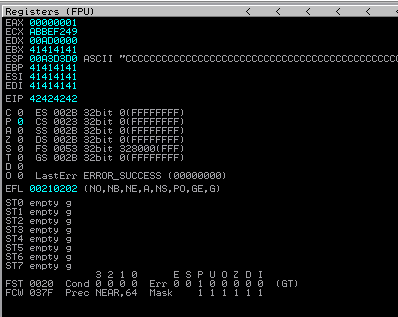 Registers (FPU) < < < < <
EAX 00000001
ECX ABBEF249
EDX 00AD0000
EBX 41414141
ESP 00A3D3D0 ASCII "CCCCCCCCCCCCCCCCCCCCCCCCCCCCCCCCCCCCCCCCCCCC
EBP 41414141
ESI 41414141
EDI 41414141
EIP 42424242
C 0 ES 002B 32bit 0(FFFFFFFF)
P 0 CS 0023 32bit 0(FFFFFFFF)
A 0 SS 002B 32bit 0(FFFFFFFF)
Z 0 DS 002B 32bit 0(FFFFFFFF)
S 0 FS 0053 32bit 328000(FFF)
T 0 GS 002B 32bit 0(FFFFFFFF)
D 0
O 0 LastErr ERROR_SUCCESS (00000000)
EFL 00210202 (NO,NB,NE,A,NS,PO,GE,G)
ST0 empty g
ST1 empty g
ST2 empty g
ST3 empty g
ST4 empty g
ST5 empty g
ST6 empty g
ST7 empty g
3 2 1 0 E S P U O Z D I
FST 0020 Cond 0 0 0 0 Err 0 0 1 0 0 0 0 0 (GT)
FCW 037F Prec NEAR,64 Mask 1 1 1 1 1 1